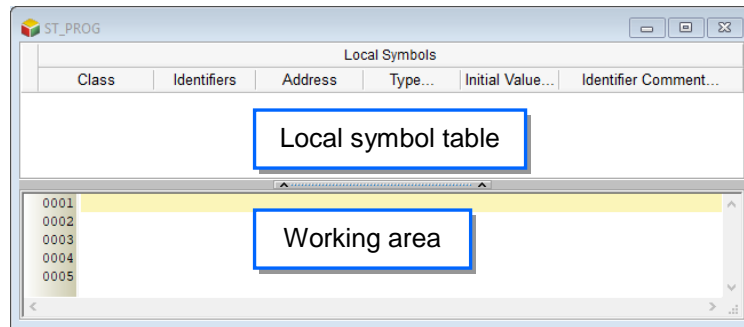 ST_PROG
Local Symbols
Class Identifiers Address Type... Initial Value... Identifier Comment...
Local symbol table
0001
0002
0003
0004
0005
Working area